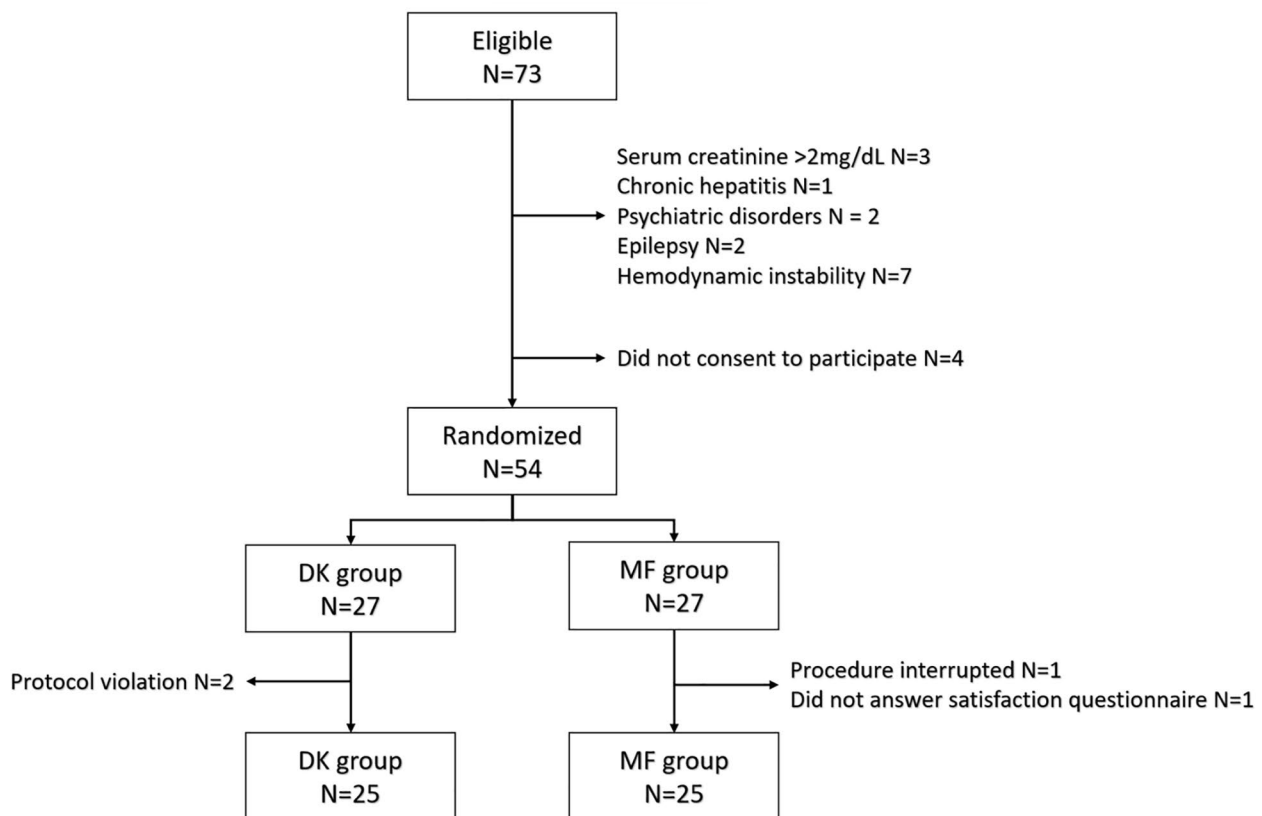 Eligible
N=73
Serum creatinine >2mg/dL N=3
Chronic hepatitis N=1
Psychiatric disorders N = 2
Epilepsy N=2
Hemodynamic instability N=7
Did not consent to participate N=4
Randomized
N=54
DK group
N=27
MF group
N=27
Protocol violation N=2
Procedure interrupted N=1
Did not answer satisfaction questionnaire N=1
DK group
N=25
MF group
N=25